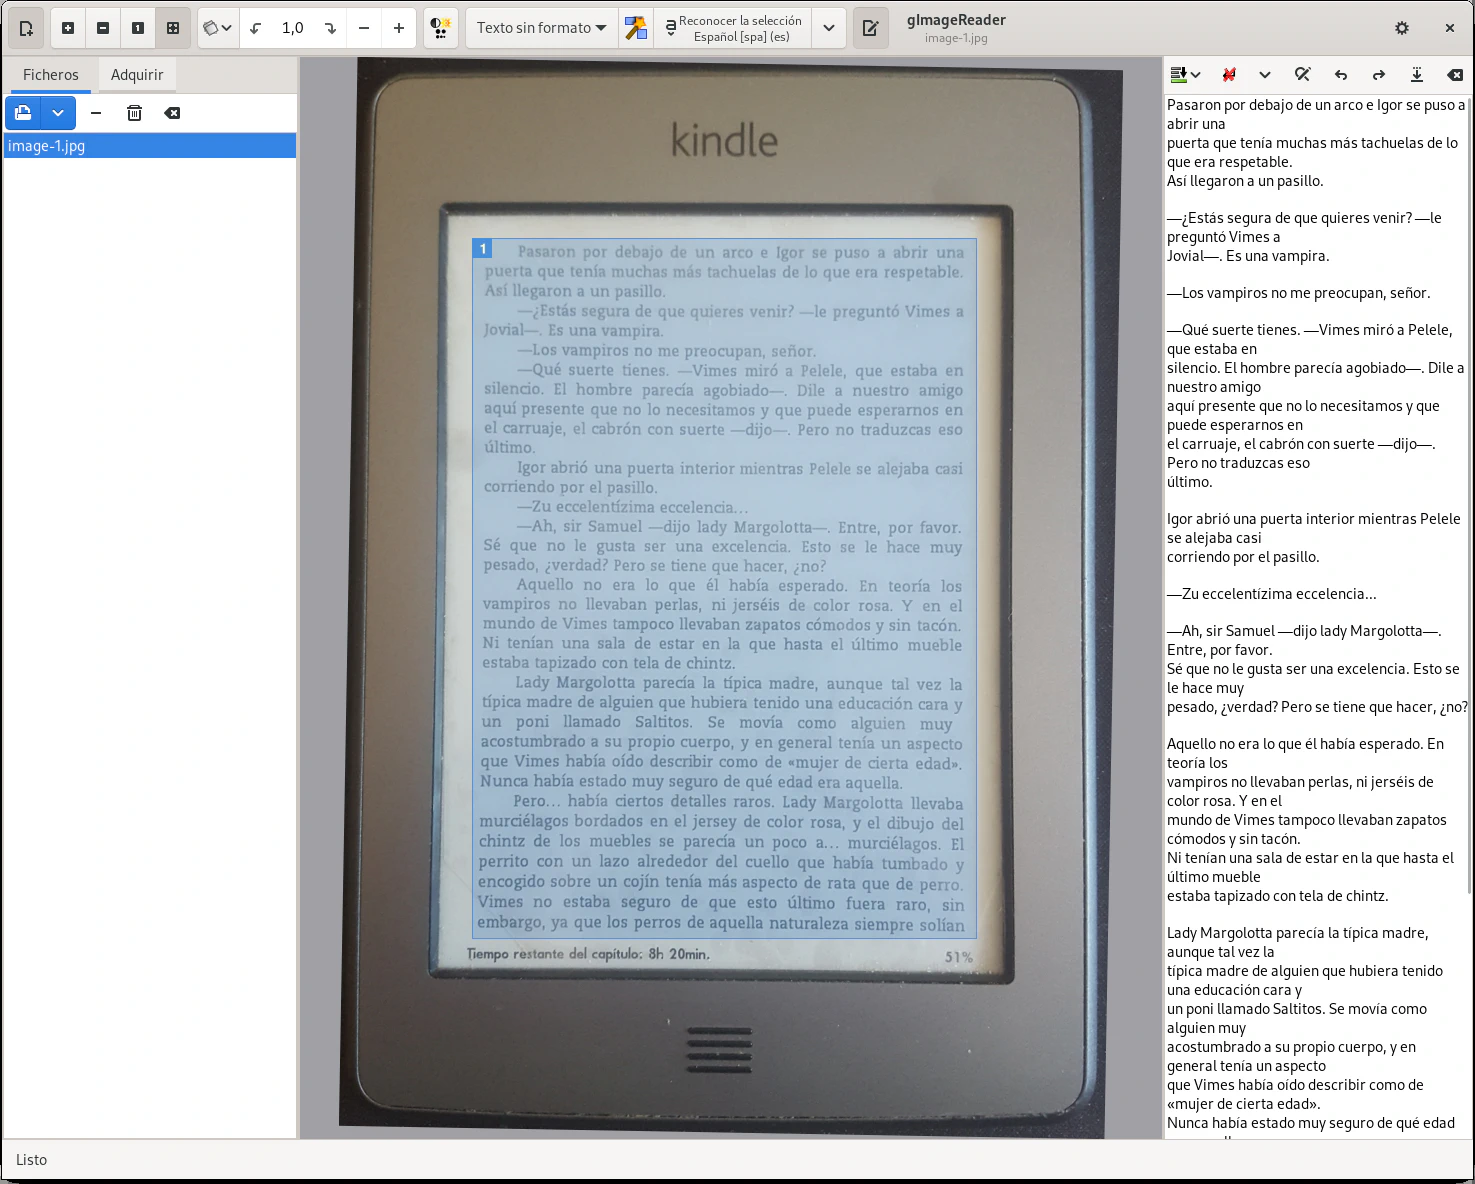 1,0
Texto sin formato
Reconocer la selección
Español [spa] (es)
gImageReader
image-1.jpg
Ficheros
Adquirir
image-1.jpg
kindle
1
Pasaron por debajo de un arco e Igor se puso a abrir una
puerta que tenía muchas más tachuelas de lo que era respetable.
Así llegaron a un pasillo.
—¿Estás segura de que quieres venir? —le preguntó Vimes a
Jovial—. Es una vampira.
—Los vampiros no me preocupan, señor.
—Qué suerte tienes. —Vimes miró a Pelele, que estaba en
silencio. El hombre parecía agobiado—. Dile a nuestro amigo
aquí presente que no lo necesitamos y que puede esperarnos en
el carruaje, el cabrón con suerte —dijo—. Pero no traduzcas eso
último.
Igor abrió una puerta interior mientras Pelele se alejaba casi
corriendo por el pasillo.
—Zu eccelentízima eccelencia...
—Ah, sir Samuel —dijo lady Margolotta—. Entre, por favor.
Sé que no le gusta ser una excelencia. Esto se le hace muy
pesado, ¿verdad? Pero se tiene que hacer, ¿no?
Aquello no era lo que él había esperado. En teoría los
vampiros no llevaban perlas, ni jerséis de color rosa. Y en el
mundo de Vimes tampoco llevaban zapatos cómodos y sin tacón.
Ni tenían una sala de estar en la que hasta el último mueble
estaba tapizado con tela de chintz.
Lady Margolotta parecía la típica madre, aunque tal vez la
típica madre de alguien que hubiera tenido una educación cara y
un poni llamado Saltitos. Se movía como alguien muy
acostumbrado a su propio cuerpo, y en general tenía un aspecto
que Vimes había oído describir como de «mujer de cierta edad».
Nunca había estado muy seguro de qué edad era aquella.
Pero... había ciertos detalles raros. Lady Margolotta llevaba
murciélagos bordados en el jersey de color rosa, y el dibujo del
chintz de los muebles se parecía un poco a... murciélagos. El
perrito con un lazo alrededor del cuello que había tumbado y
encogido sobre un cojín tenía más aspecto de rata que de perro.
Vimes no estaba seguro de que esto último fuera raro, sin
embargo, ya que los perros de aquella naturaleza siempre solían
Tiempo restante del capítulo: 8h 20min.
51%
Pasaron por debajo de un arco e Igor se puso a
abrir una
puerta que tenía muchas más tachuelas de lo
que era respetable.
Así llegaron a un pasillo.
—¿Estás segura de que quieres venir? —le
preguntó Vimes a
Jovial—. Es una vampira.
—Los vampiros no me preocupan, señor.
—Qué suerte tienes. —Vimes miró a Pelele,
que estaba en
silencio. El hombre parecía agobiado—. Dile a
nuestro amigo
aquí presente que no lo necesitamos y que
puede esperarnos en
el carruaje, el cabrón con suerte —dijo—.
Pero no traduzcas eso
último.
Igor abrió una puerta interior mientras Pelele
se alejaba casi
corriendo por el pasillo.
—Zu eccelentízima eccelencia...
—Ah, sir Samuel —dijo lady Margolotta—.
Entre, por favor.
Sé que no le gusta ser una excelencia. Esto se
le hace muy
pesado, ¿verdad? Pero se tiene que hacer, ¿no?
Aquello no era lo que él había esperado. En
teoría los
vampiros no llevaban perlas, ni jerséis de
color rosa. Y en el
mundo de Vimes tampoco llevaban zapatos
cómodos y sin tacón.
Ni tenían una sala de estar en la que hasta el
último mueble
estaba tapizado con tela de chintz.
Lady Margolotta parecía la típica madre,
aunque tal vez la
típica madre de alguien que hubiera tenido
una educación cara y
un poni llamado Saltitos. Se movía como
alguien muy
acostumbrado a su propio cuerpo, y en
general tenía un aspecto
que Vimes había oído describir como de
«mujer de cierta edad».
Nunca había estado muy seguro de qué edad
Listo